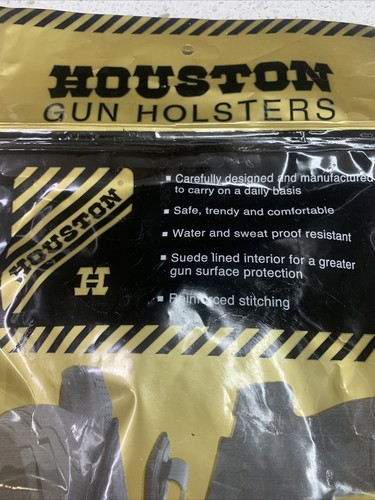 HOUSTON
GUN HOLSTERS
▪ Carefully designed and manufactured
to carry on a daily basis
▪ Safe, trendy and comfortable
▪ Water and sweat proof resistant
▪ Suede lined interior for a greater
gun surface protection
▪ Reinforced stitching
HOUSTON®
H